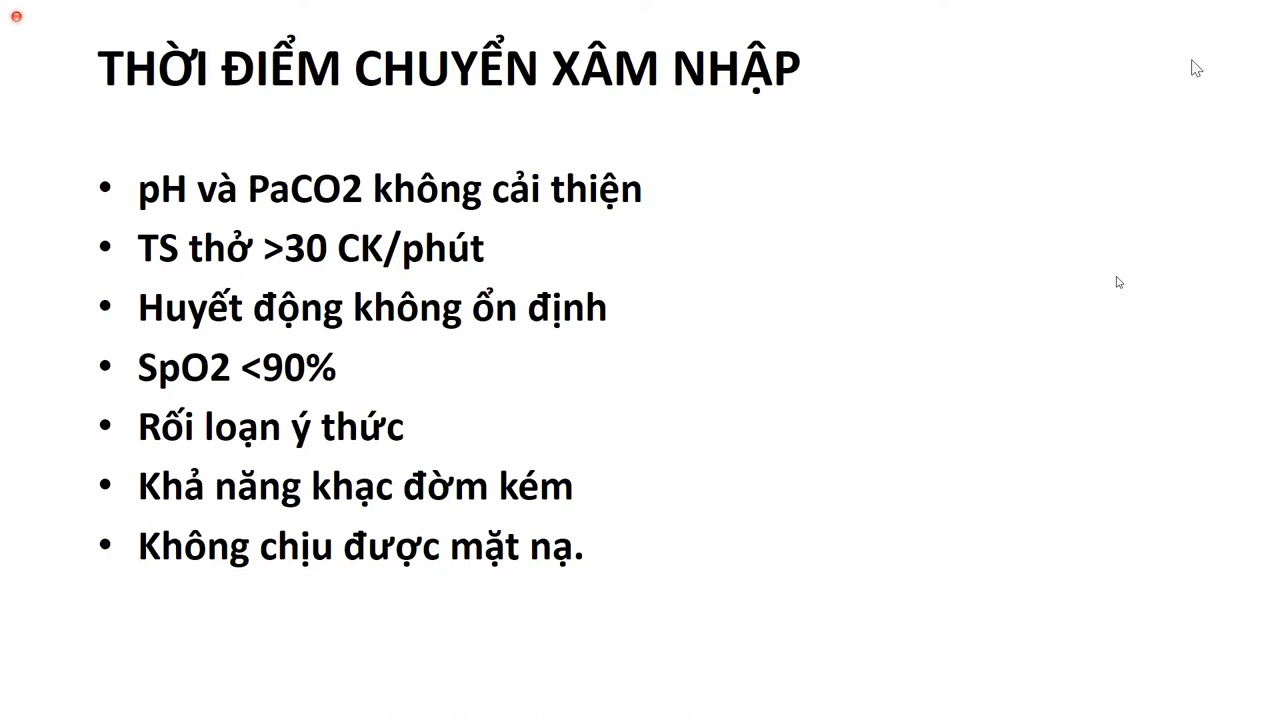 THỜI ĐIỂM CHUYỂN XÂM NHẬP
• pH và PaCO2 không cải thiện
• TS thở >30 CK/phút
• Huyết động không ổn định
• SpO2 <90%
• Rối loạn ý thức
• Khả năng khạc đờm kém
• Không chịu được mặt nạ.